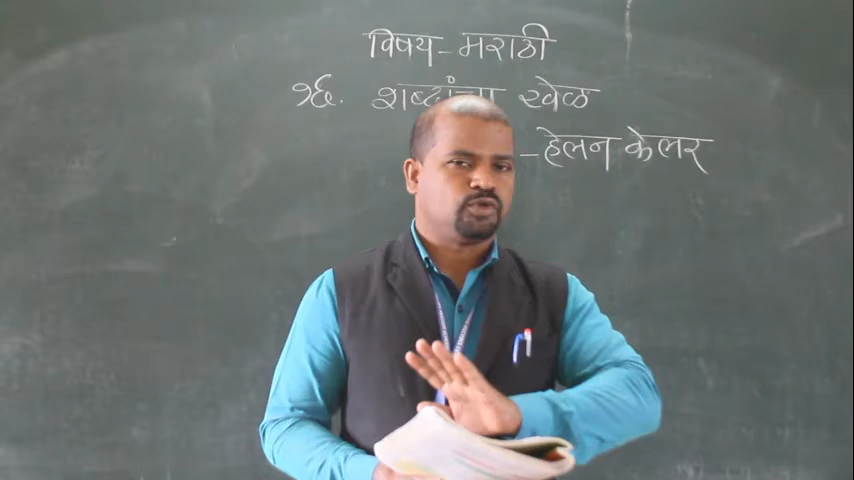 विषय - मराठी
१६. शब्दांचा खेळ
- हेलन केलर